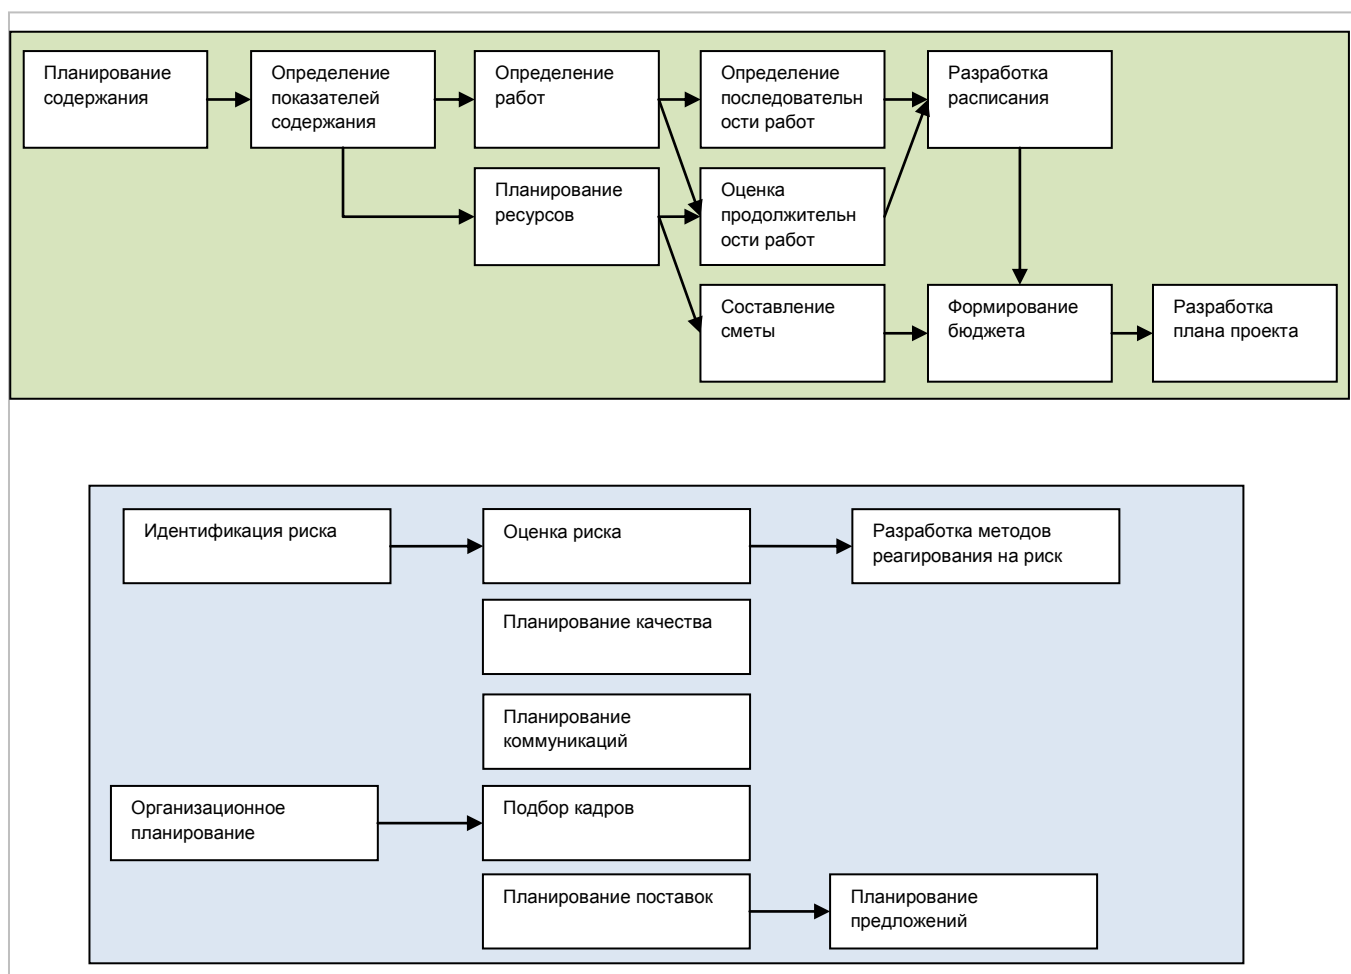 Планирование
содержания
Определение
показателей
содержания
Определение
работ
Определение
последовательн
ости работ
Разработка
расписания
Планирование
ресурсов
Оценка
продолжительн
ости работ
Составление
сметы
Формирование
бюджета
Разработка
плана проекта
Идентификация риска
Оценка риска
Разработка методов
реагирования на риск
Планирование качества
Планирование
коммуникаций
Организационное
планирование
Подбор кадров
Планирование поставок
Планирование
предложений